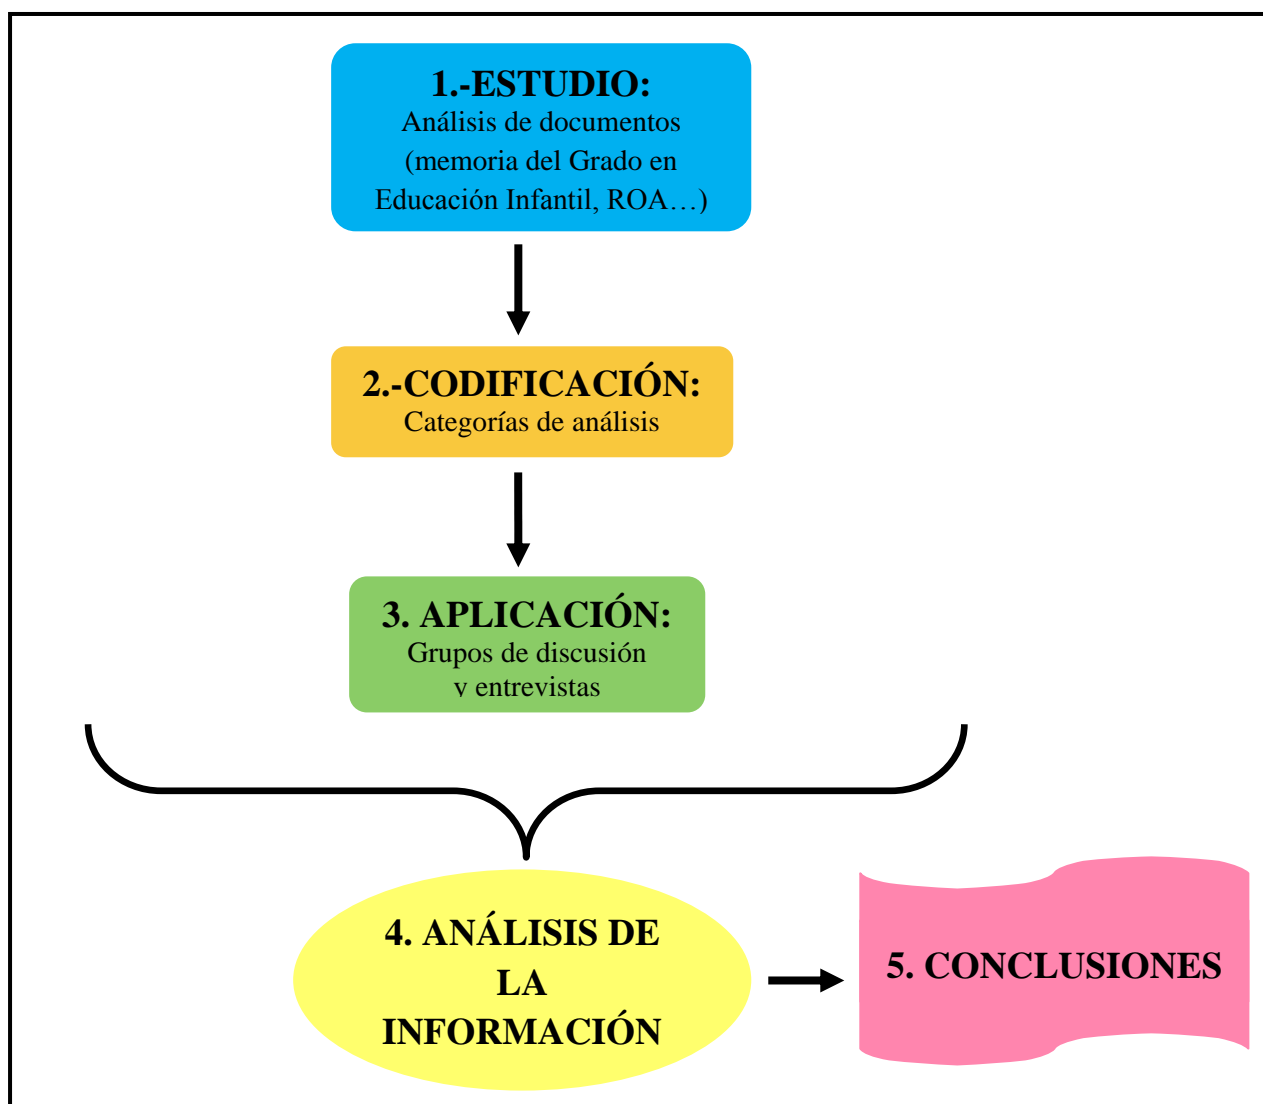 1.-ESTUDIO:
Análisis de documentos
(memoria del Grado en
Educación Infantil, ROA…)
2.-CODIFICACIÓN:
Categorías de análisis
3. APLICACIÓN:
Grupos de discusión
y entrevistas
4. ANÁLISIS DE
LA
INFORMACIÓN
5. CONCLUSIONES